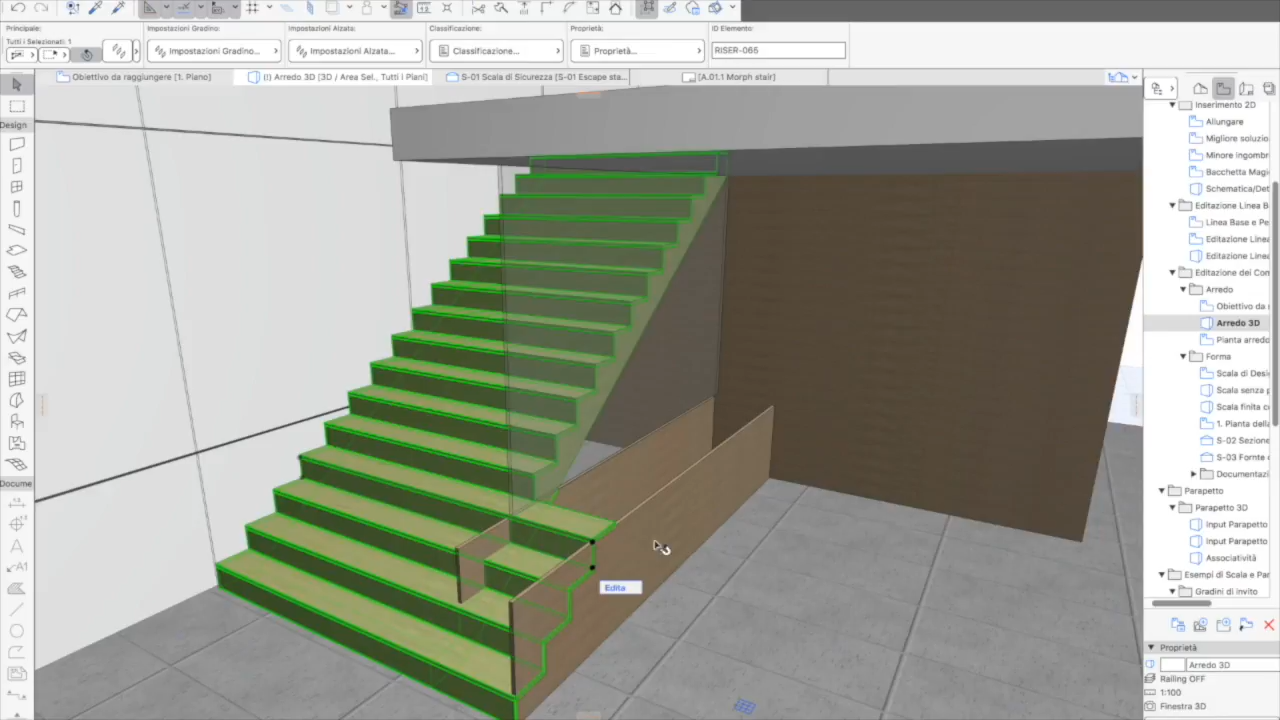 Principale:
Impostazioni Gradino:
Impostazioni Alzata:
Classificazione:
Proprietà:
ID Elemento:
Tutti i Selezionati: 1
Impostazioni Gradino...
Impostazioni Alzata...
Classificazione...
Proprietà...
RISER-066
Obiettivo da raggiungere [1. Piano]
(!) Arredo 3D [3D / Area Sel., Tutti i Piani]
S-01 Scala di Sicurezza [S-01 Escape sta...
[A.01.1 Morph stair]
Design
Docume
A
A1
Edita
Inserimento 2D
Allungare
Migliore soluzio
Minore ingomb
Bacchetta Magi
Schematica/Det
Editazione Linea B
Linea Base e Pe
Editazione Linea
Editazione Linea
Editazione dei Con
Arredo
Obiettivo da
Arredo 3D
Pianta arredo
Forma
Scala di Desi
Scala senza p
Scala finita c
1. Pianta della
S-02 Sezione
S-03 Fornte
Documentazi
Parapetto
Parapetto 3D
Input Parapetto
Input Parapetto
Associatività
Esempi di Scala e Par
Gradini di invito
Proprietà
Arredo 3D
Railing OFF
1:100
Finestra 3D